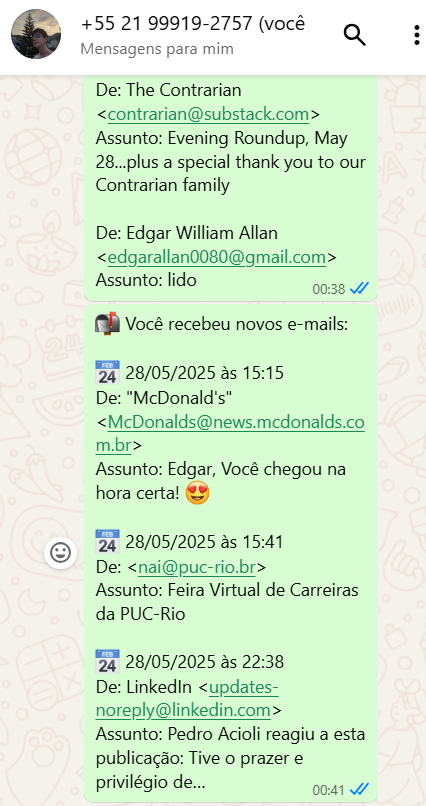 +55 21 99919-2757 (você
Mensagens para mim
De: The Contrarian
<contrarian@substack.com>
Assunto: Evening Roundup, May
28...plus a special thank you to our
Contrarian family
De: Edgar William Allan
<edgarallan0080@gmail.com>
Assunto: lido
00:38
Você recebeu novos e-mails:
FEB
24
28/05/2025 às 15:15
De: "McDonald's"
<McDonalds@news.mcdonalds.co
m.br>
Assunto: Edgar, Você chegou na
hora certa! 😍
FEB
24
28/05/2025 às 15:41
De: <nai@puc-rio.br>
Assunto: Feira Virtual de Carreiras
da PUC-Rio
FEB
24
28/05/2025 às 22:38
De: LinkedIn <updates-
noreply@linkedin.com>
Assunto: Pedro Acioli reagiu a esta
publicação: Tive o prazer e
privilégio de...
00:41